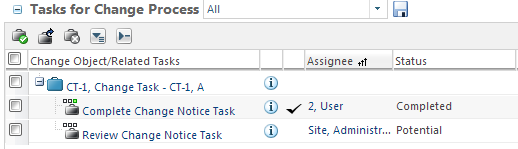 Tasks for Change Process All
Change Object/Related Tasks Assignee Status
CT-1, Change Task - CT-1, A
Complete Change Notice Task 2, User Completed
Review Change Notice Task Site, Administr... Potential